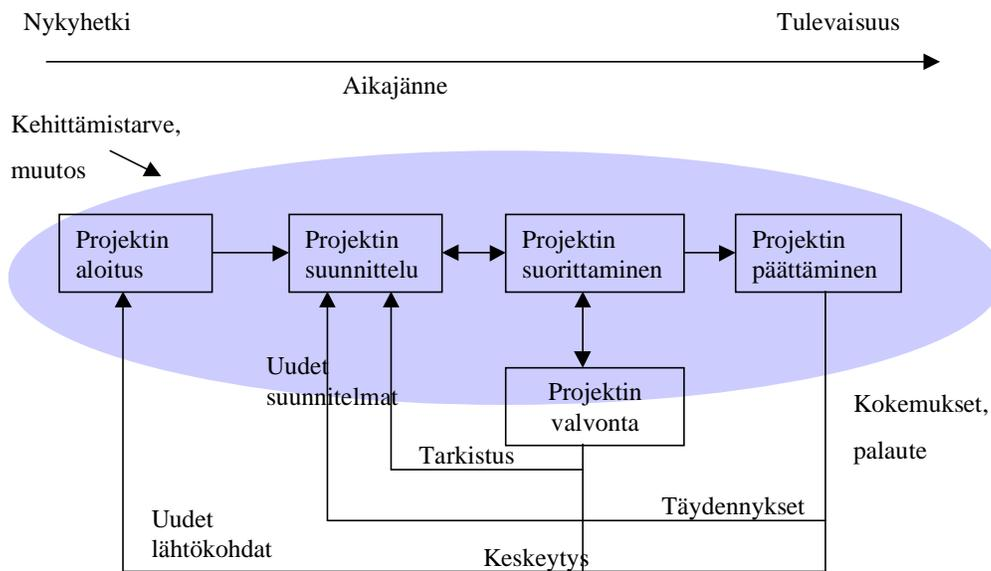 Nykyhetki
Tulevaisuus
Aikajänne
Kehittämistarve,
muutos
Projektin
aloitus
Projektin
suunnittelu
Projektin
suorittaminen
Projektin
päättäminen
Uudet
suunnitelmat
Projektin
valvonta
Kokemukset,
palaute
Tarkistus
Täydennykset
Uudet
lähtökohdat
Keskeytys